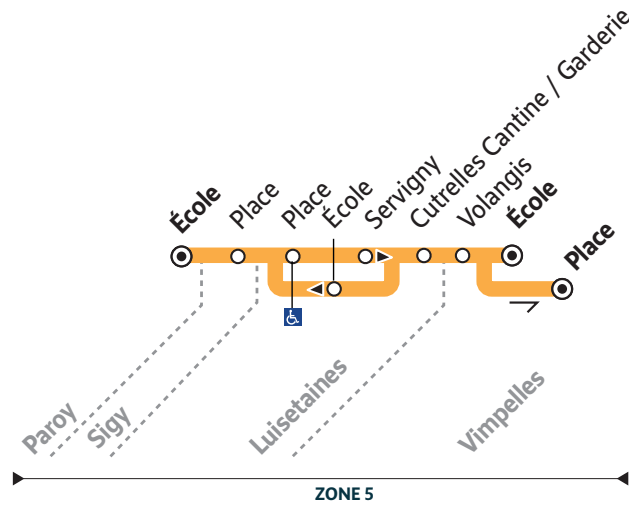 École
Place
Place
École
Servigny
Cutrelles Cantine / Garderie
Volangis
École
Place
Paroy
Sigy
Luisetaines
Vimpelles
ZONE 5